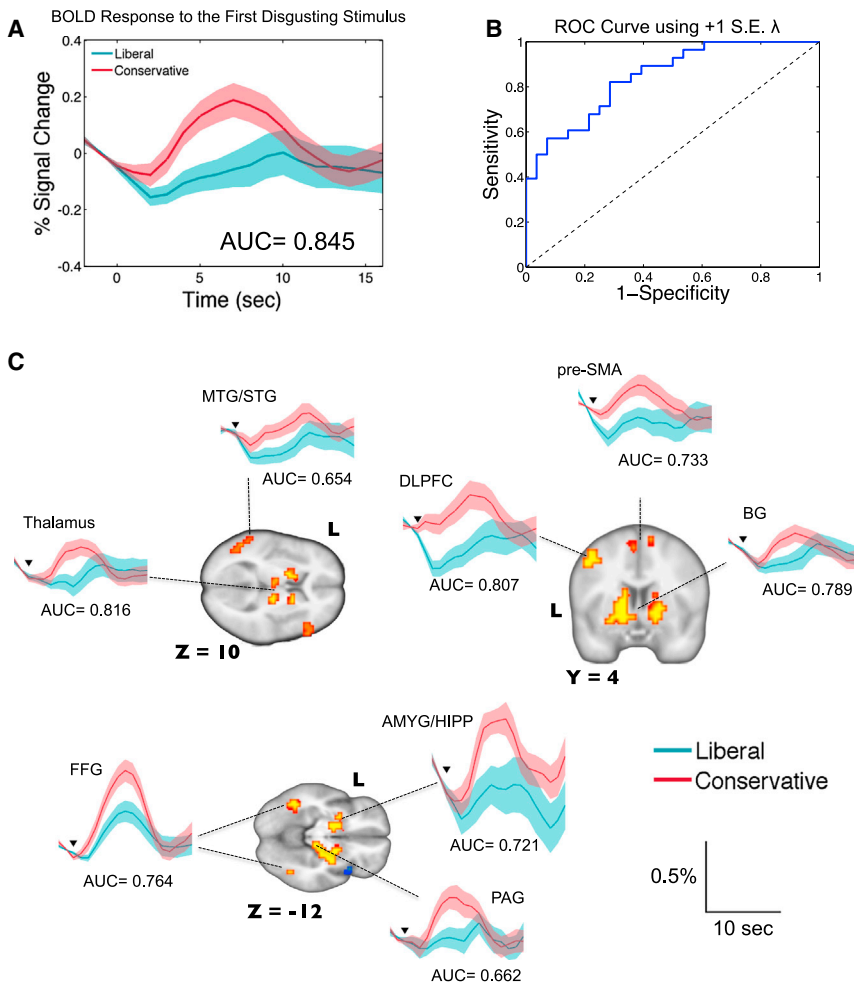 A
BOLD Response to the First Disgusting Stimulus
Liberal
Conservative
0.4
0.2
0
-0.2
-0.4
% Signal Change
AUC= 0.845
0
5
10
15
Time (sec)
B
ROC Curve using +1 S.E. λ
1
0.8
0.6
0.4
0.2
0
Sensitivity
0
0.2
0.4
0.6
0.8
1
1−Specificity
C
MTG/STG
AUC= 0.654
Thalamus
AUC= 0.816
L
Z = 10
pre-SMA
AUC= 0.733
DLPFC
AUC= 0.807
BG
AUC= 0.789
L
Y = 4
FFG
AUC= 0.764
AMYG/HIPP
AUC= 0.721
L
Z = -12
PAG
AUC= 0.662
Liberal
Conservative
0.5%
10 sec